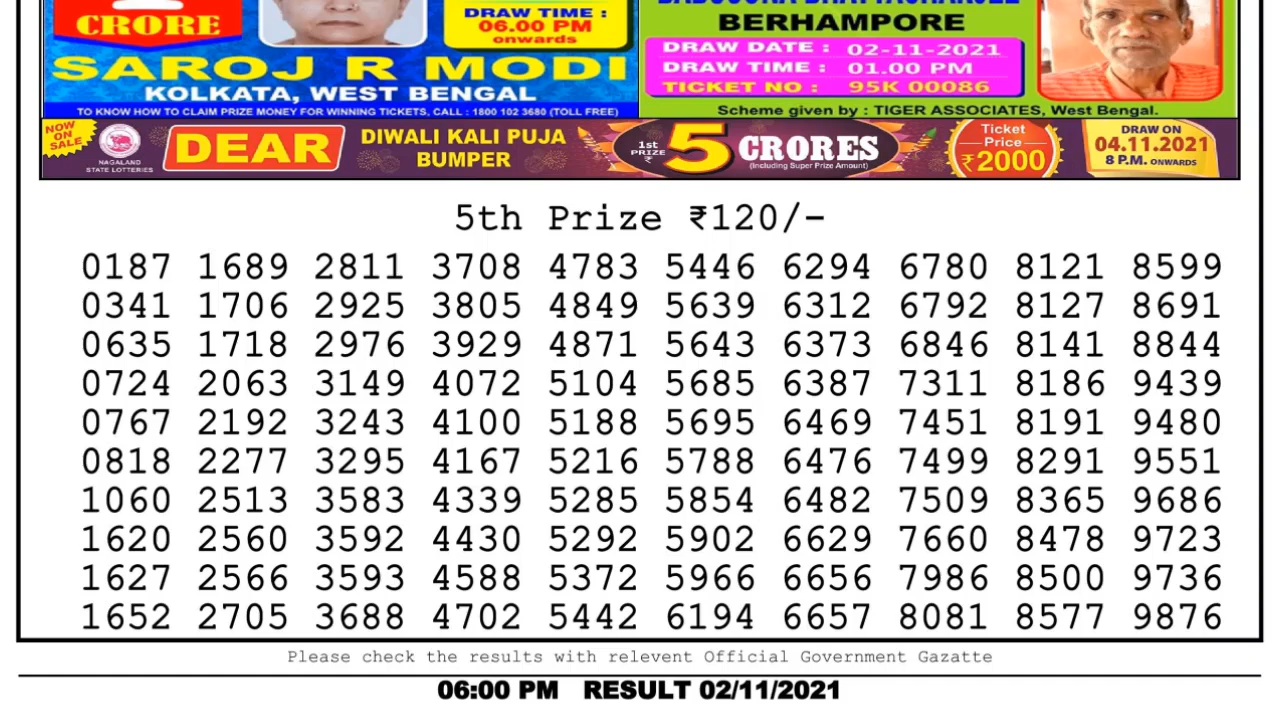 CRORE
DRAW TIME :
06.00 PM
onwards
SAROJ R MODI
KOLKATA, WEST BENGAL
TO KNOW HOW TO CLAIM PRIZE MONEY FOR WINNING TICKETS, CALL : 1800 102 3680 (TOLL FREE)
BERHAMPORE
DRAW DATE : 02-11-2021
DRAW TIME : 01.00 PM
TICKET NO : 95K 00086
Scheme given by : TIGER ASSOCIATES, West Bengal.
NOW
ON
SALE
NAGALAND
STATE LOTTERIES
DEAR
DIWALI KALI PUJA
BUMPER
1st
PRIZE
₹
5
CRORES
(Including Super Prize Amount)
Ticket
Price
₹2000
DRAW ON
04.11.2021
8 P.M. ONWARDS
5th Prize ₹120/-
0187 1689 2811 3708 4783 5446 6294 6780 8121 8599
0341 1706 2925 3805 4849 5639 6312 6792 8127 8691
0635 1718 2976 3929 4871 5643 6373 6846 8141 8844
0724 2063 3149 4072 5104 5685 6387 7311 8186 9439
0767 2192 3243 4100 5188 5695 6469 7451 8191 9480
0818 2277 3295 4167 5216 5788 6476 7499 8291 9551
1060 2513 3583 4339 5285 5854 6482 7509 8365 9686
1620 2560 3592 4430 5292 5902 6629 7660 8478 9723
1627 2566 3593 4588 5372 5966 6656 7986 8500 9736
1652 2705 3688 4702 5442 6194 6657 8081 8577 9876
Please check the results with relevent Official Government Gazatte
06:00 PM RESULT 02/11/2021